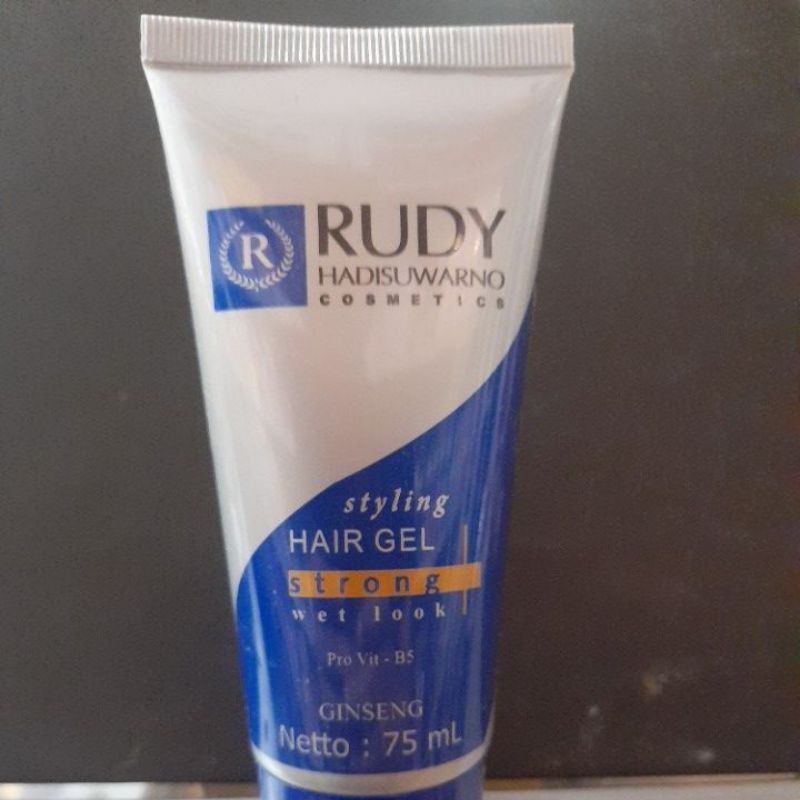 R
RUDY
HADISUWARNO
COSMETICS
styling
HAIR GEL
strong
wet look
Pro Vit - B5
GINSENG
Netto : 75 mL